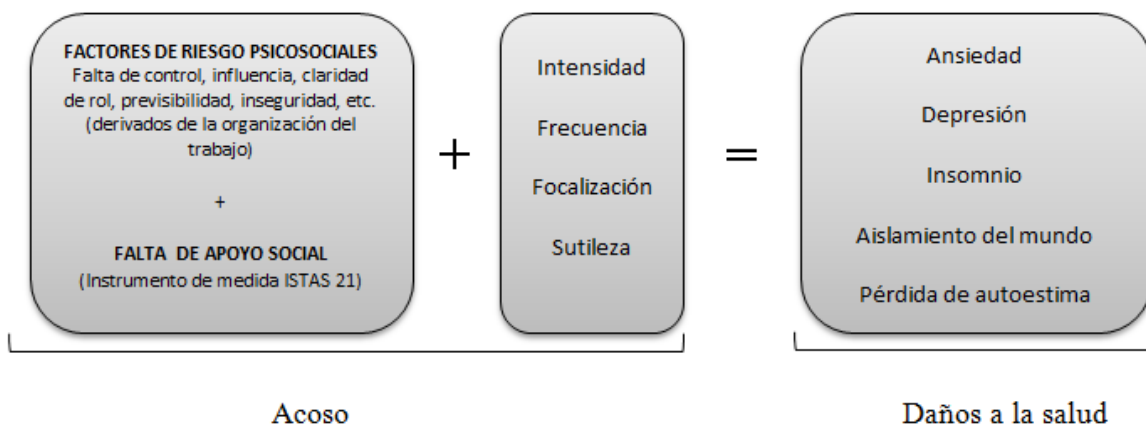 FACTORES DE RIESGO PSICOSOCIALES
Falta de control, influencia, claridad
de rol, previsibilidad, inseguridad, etc.
(derivados de la organización del
trabajo)
+
FALTA DE APOYO SOCIAL
(Instrumento de medida ISTAS 21)
+
Intensidad
Frecuencia
Focalización
Sutileza
=
Ansiedad
Depresión
Insomnio
Aislamiento del mundo
Pérdida de autoestima
Acoso
Daños a la salud